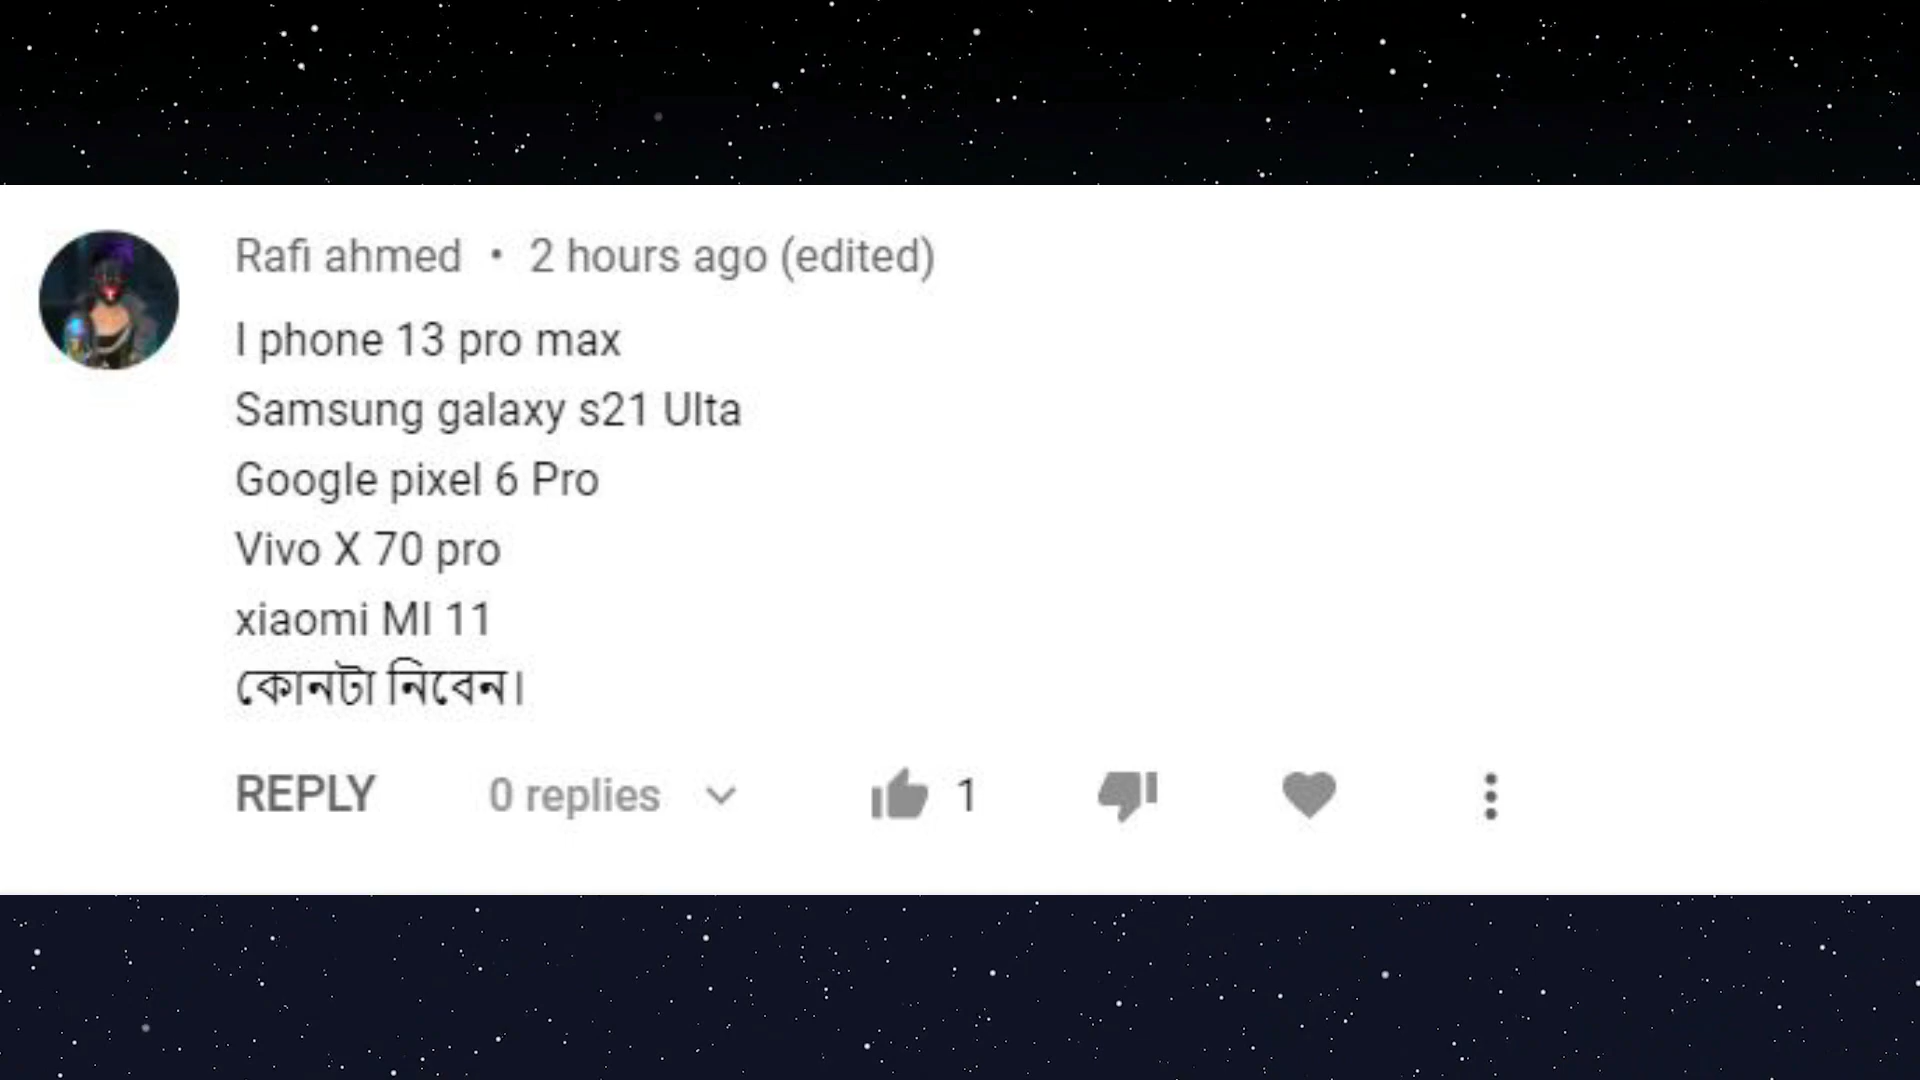 Rafi ahmed • 2 hours ago (edited)
I phone 13 pro max
Samsung galaxy s21 Ulta
Google pixel 6 Pro
Vivo X 70 pro
xiaomi MI 11
কোনটা নিবেন।
REPLY 0 replies 1